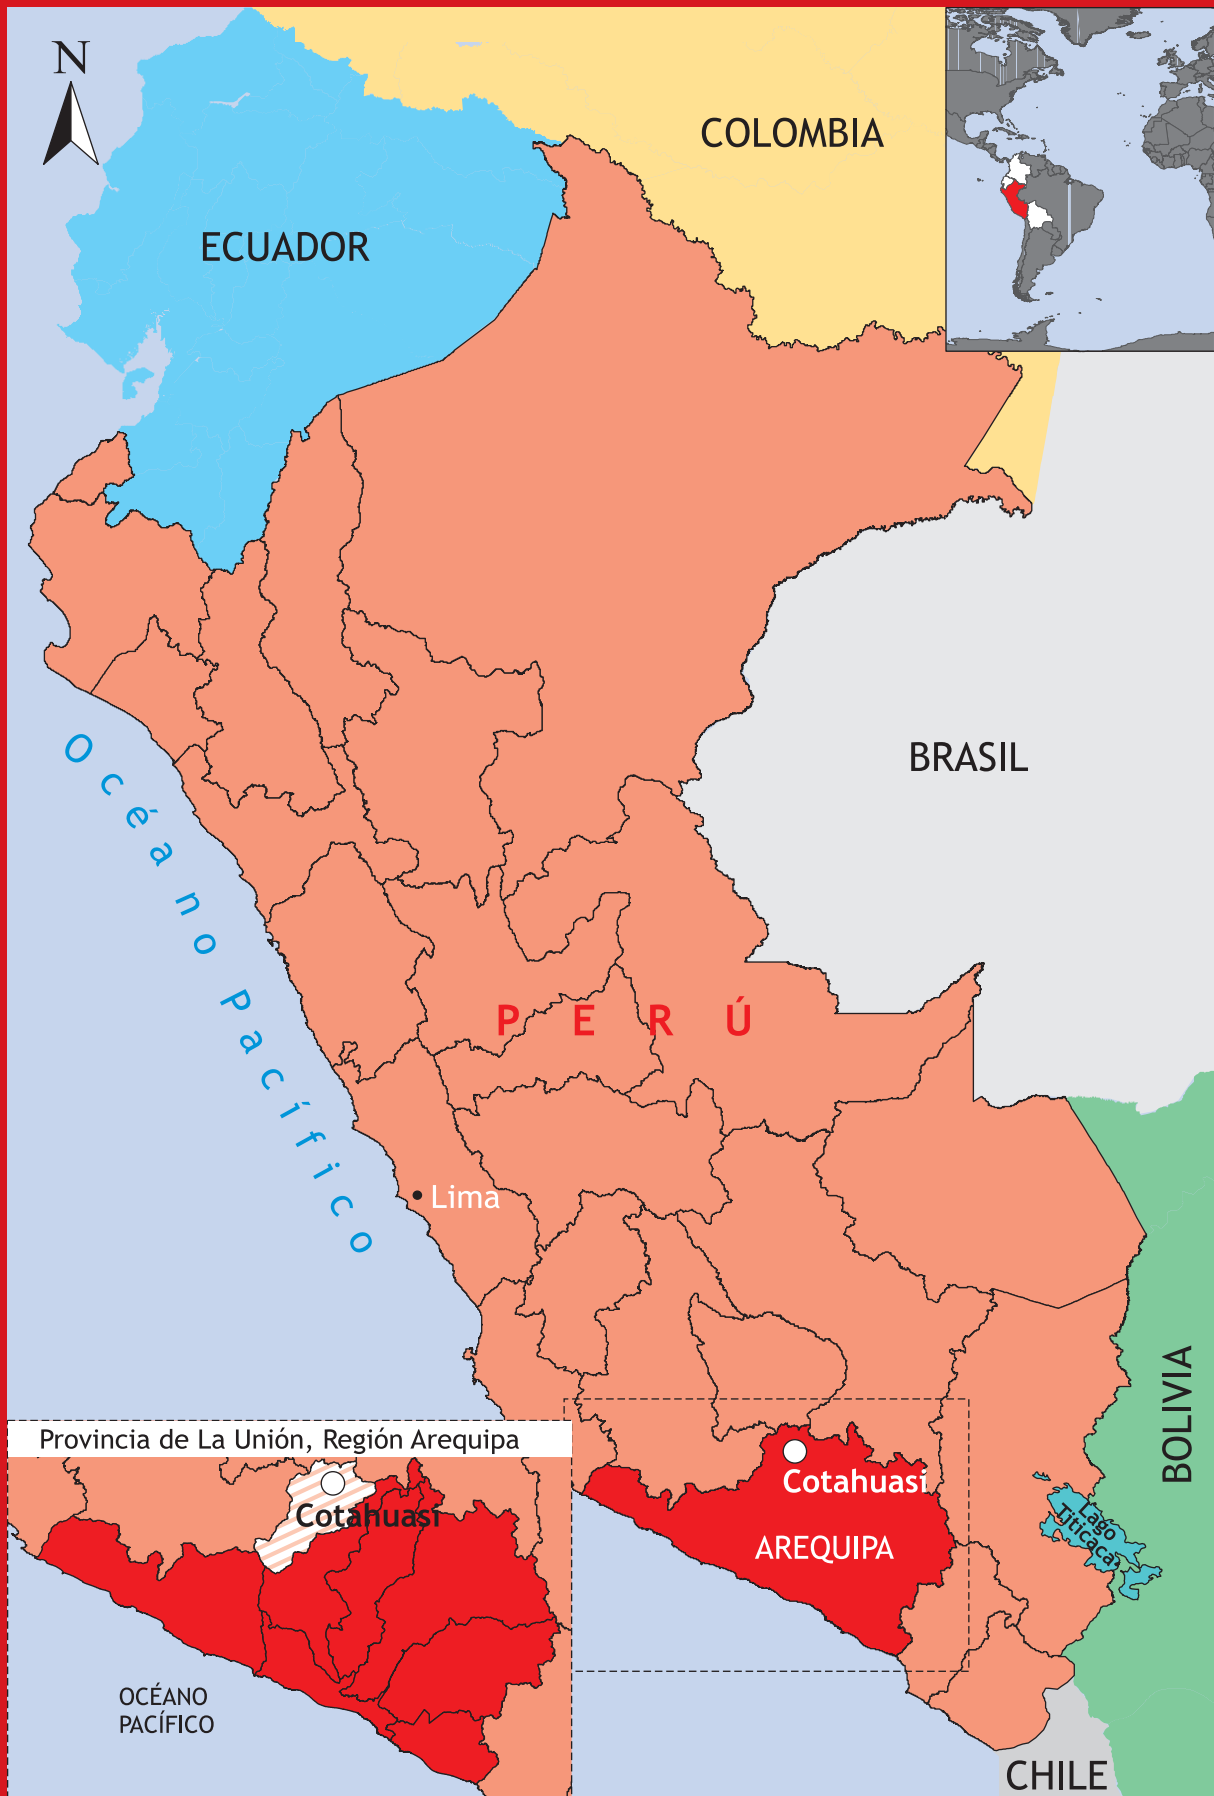 N
COLOMBIA
ECUADOR
BRASIL
Océano Pacífico
PERÚ
Lima
BOLIVIA
Provincia de La Unión, Región Arequipa
Cotahuasi
Cotahuasi
AREQUIPA
Lago
Titicaca
OCÉANO
PACÍFICO
CHILE